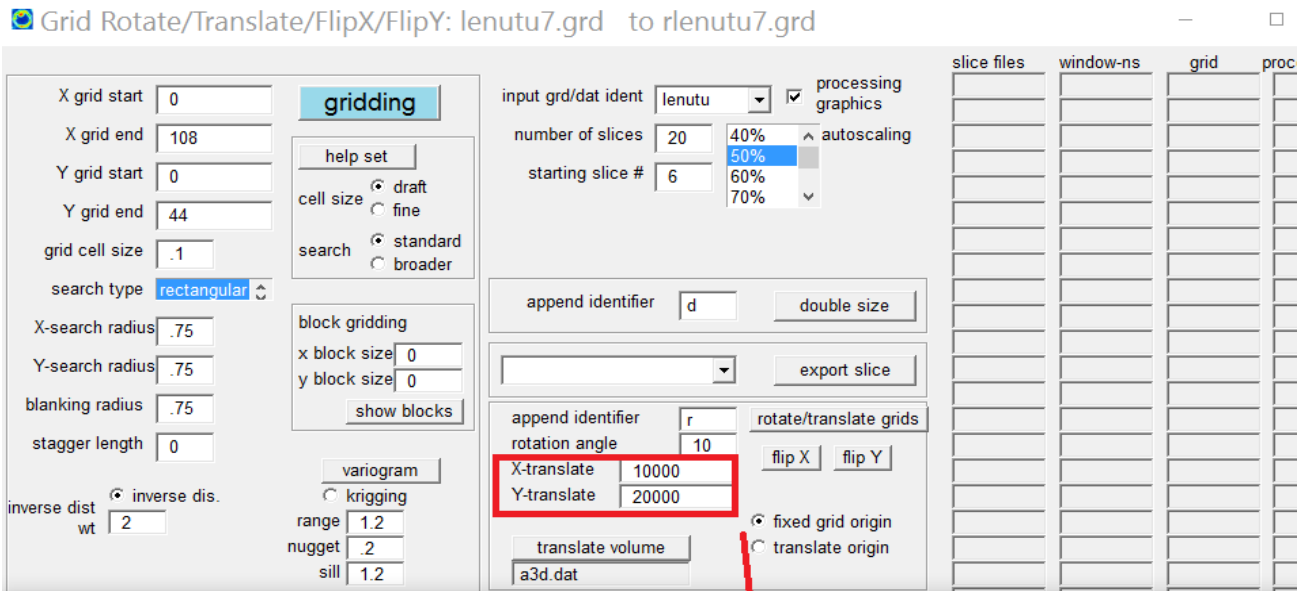 Grid Rotate/Translate/FlipX/FlipY: lenutu7.grd to rlenutu7.grd
slice files window-ns grid proc
X grid start 0
X grid end 108
Y grid start 0
Y grid end 44
grid cell size .1
search type rectangular
X-search radius .75
Y-search radius .75
blanking radius .75
stagger length 0
inverse dis.
inverse dist
wt 2
gridding
help set
cell size draft
fine
search standard
broader
block gridding
x block size 0
y block size 0
show blocks
variogram
krigging
range 1.2
nugget .2
sill 1.2
input grd/dat ident lenutu processing
graphics
number of slices 20
starting slice # 6
40% autoscaling
50%
60%
70%
append identifier d double size
export slice
append identifier r rotate/translate grids
rotation angle 10
flip X flip Y
X-translate 10000
Y-translate 20000
fixed grid origin
translate origin
translate volume
a3d.dat